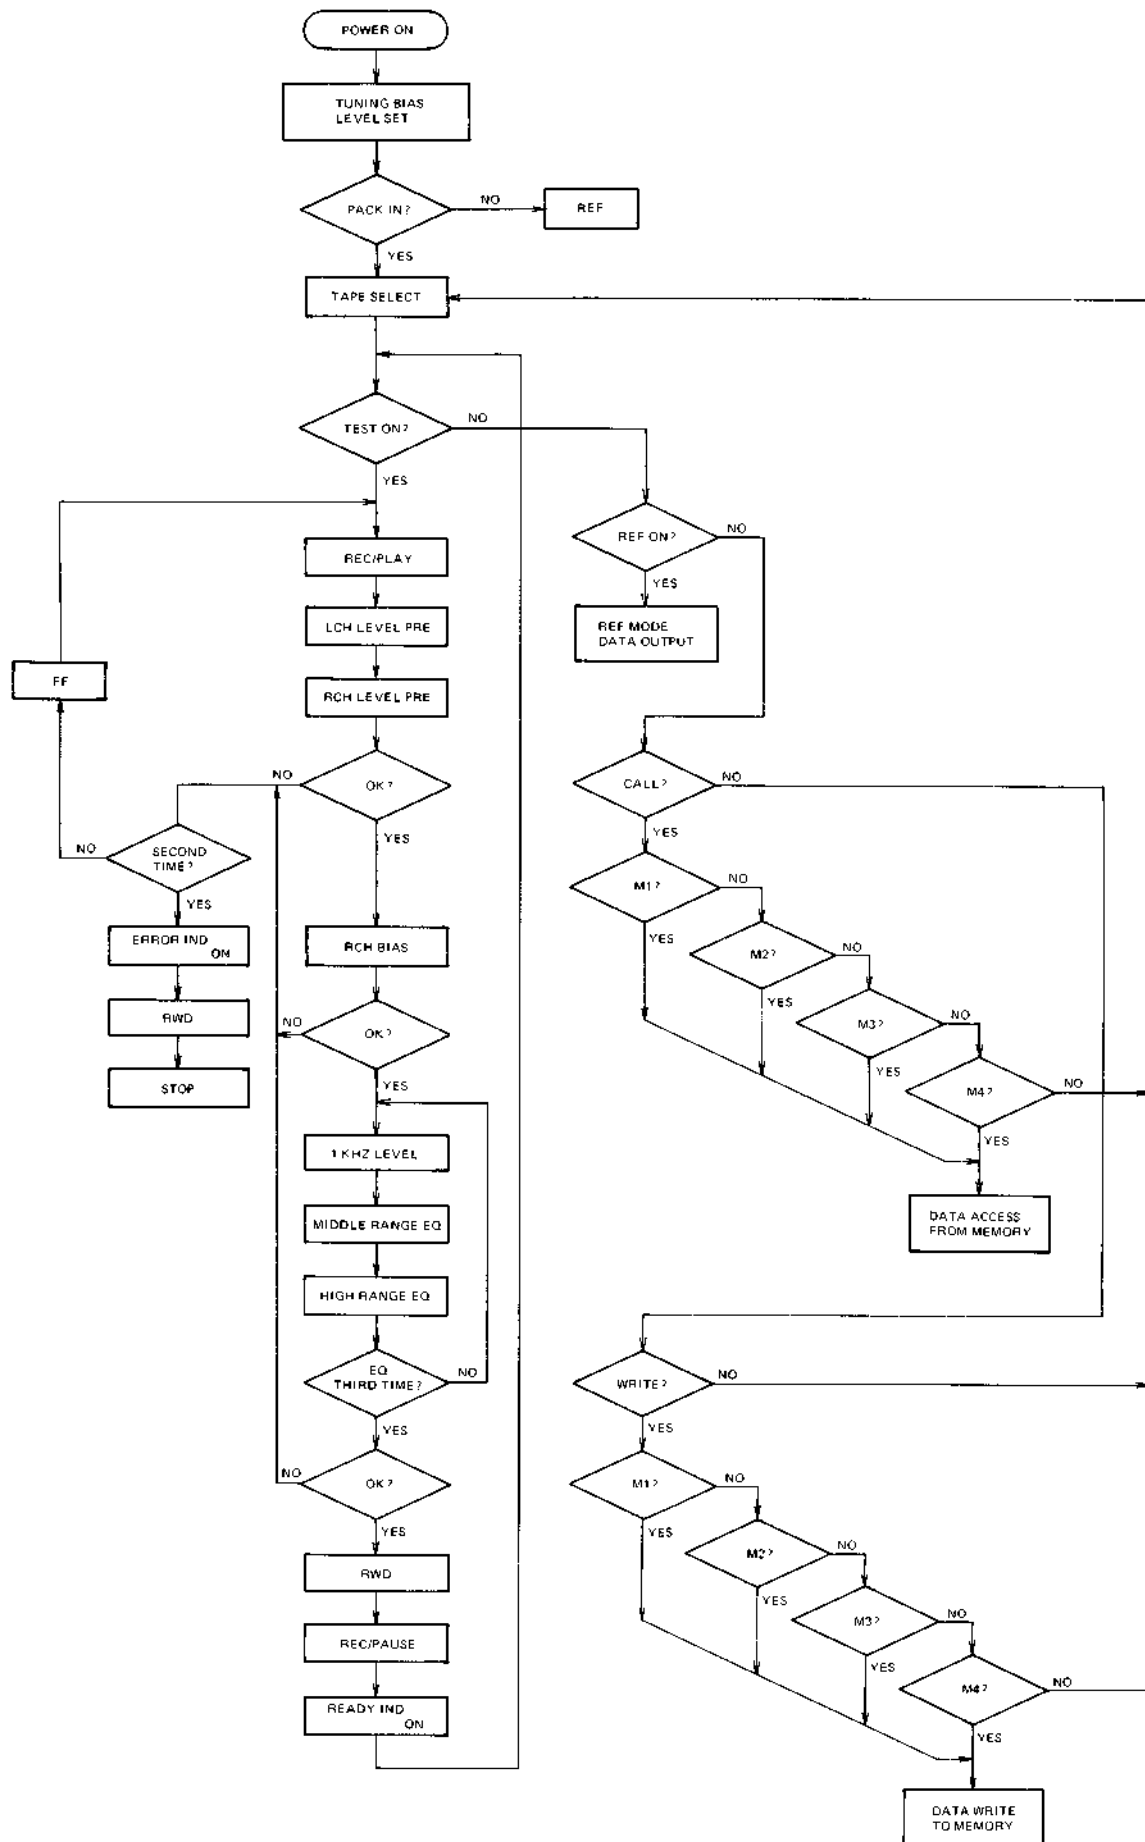 POWER ON
TUNING BIAS
LEVEL SET
PACK IN?
NO
REF
YES
TAPE SELECT
TEST ON?
NO
YES
REC/PLAY
LCH LEVEL PRE
RCH LEVEL PRE
FF
OK?
NO
YES
SECOND
TIME?
NO
YES
ERROR IND
ON
RWD
STOP
RCH BIAS
OK?
NO
YES
1 KHZ LEVEL
MIDDLE RANGE EQ
HIGH RANGE EQ
EQ
THIRD TIME?
NO
YES
OK?
NO
YES
RWD
REC/PAUSE
READY IND
ON
REF ON?
NO
YES
REF MODE
DATA OUTPUT
CALL?
NO
YES
M1?
NO
YES
M2?
NO
YES
M3?
NO
YES
M4?
NO
YES
DATA ACCESS
FROM MEMORY
WRITE?
NO
YES
M1?
NO
YES
M2?
NO
YES
M3?
NO
YES
M4?
NO
YES
DATA WRITE
TO MEMORY